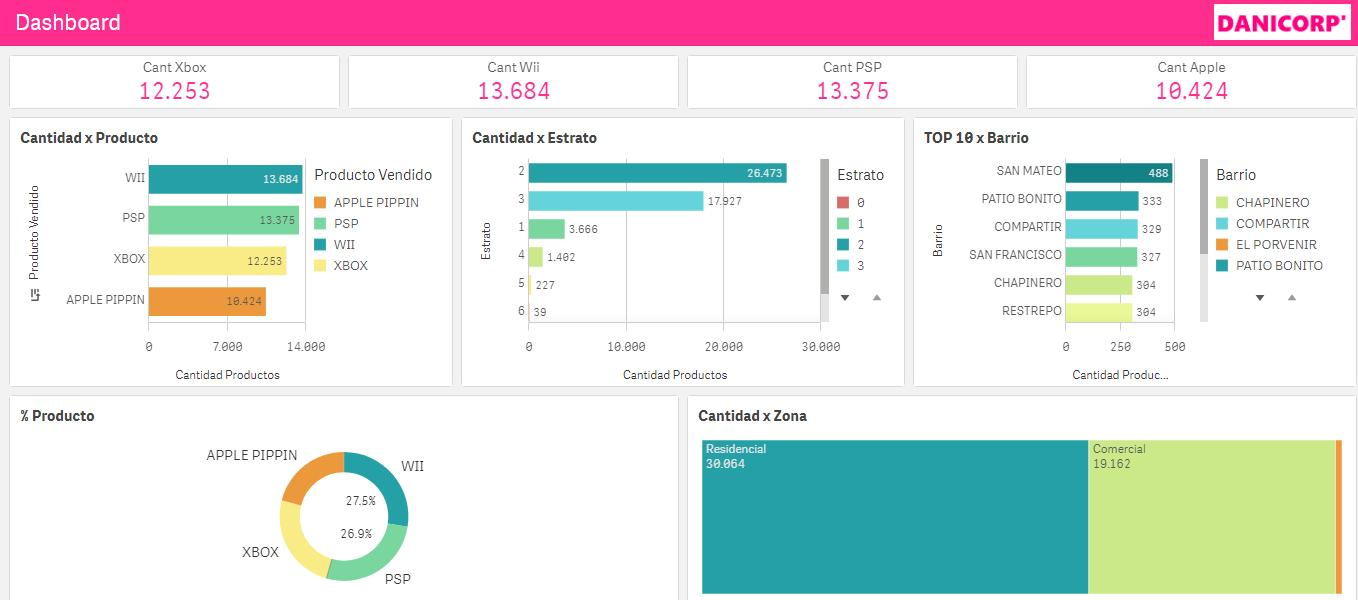 Dashboard
DANICORP'
Cant Xbox
12.253
Cant Wii
13.684
Cant PSP
13.375
Cant Apple
10.424
Cantidad x Producto
Producto Vendido
WII
13.684
PSP
13.375
XBOX
12.253
APPLE PIPPIN
10.424
0
7.000
14.000
Cantidad Productos
Producto Vendido
APPLE PIPPIN
PSP
WII
XBOX
Cantidad x Estrato
Estrato
2
26.473
3
17.927
1
3.666
4
1.402
5
227
6
39
0
10.000
20.000
30.000
Cantidad Productos
Estrato
0
1
2
3
TOP 10 x Barrio
Barrio
SAN MATEO
488
PATIO BONITO
333
COMPARTIR
329
SAN FRANCISCO
327
CHAPINERO
304
RESTREPO
304
0
250
500
Cantidad Produc...
Barrio
CHAPINERO
COMPARTIR
EL PORVENIR
PATIO BONITO
% Producto
APPLE PIPPIN
WII
27.5%
26.9%
XBOX
PSP
Cantidad x Zona
Residencial
30.064
Comercial
19.162